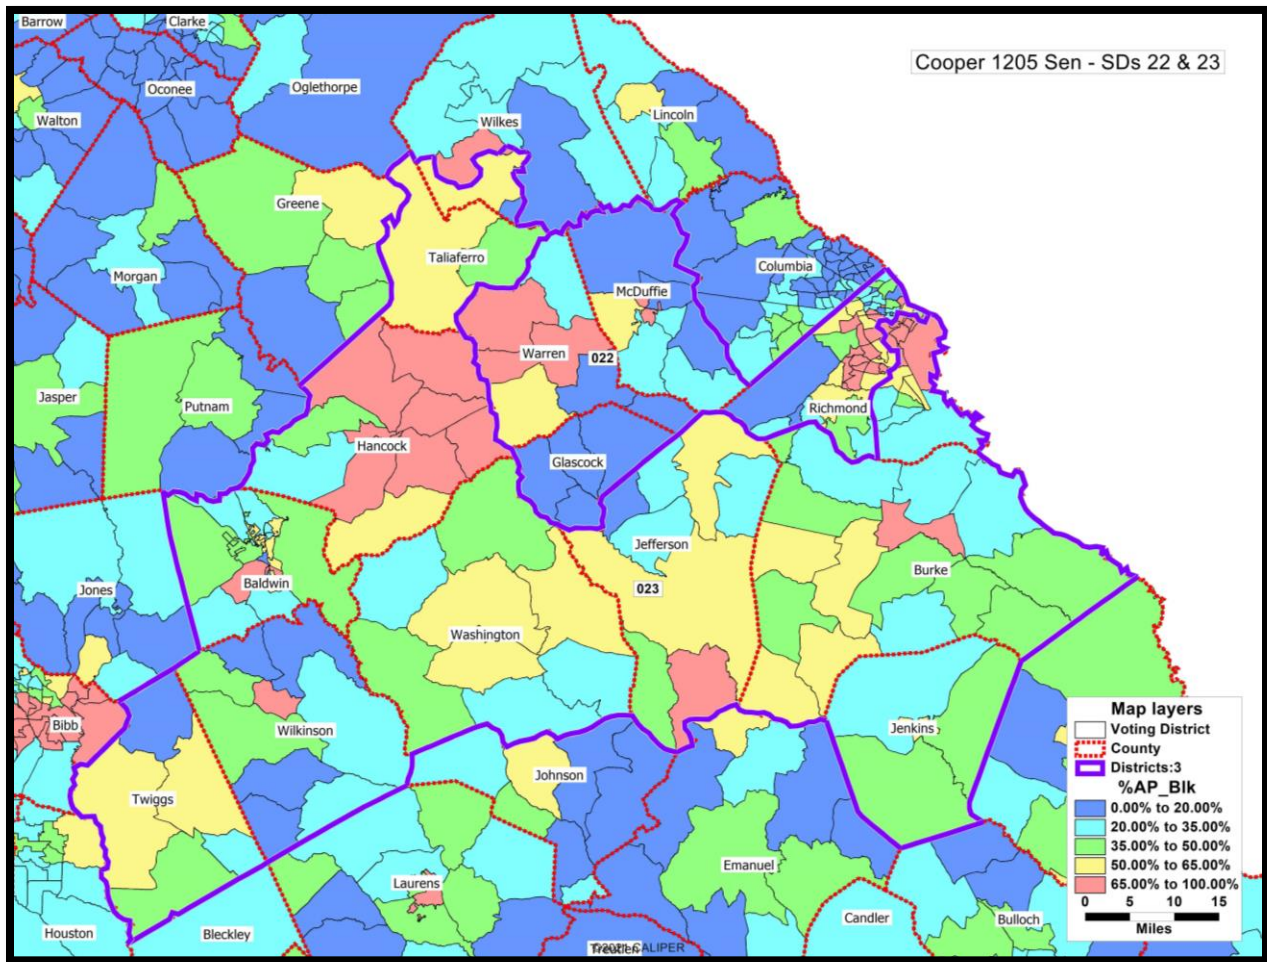 Barrow
Clarke
Cooper 1205 Sen - SDs 22 & 23
Oconee
Oglethorpe
Walton
Wilkes
Lincoln
Greene
Taliaferro
Morgan
Columbia
McDuffie
Warren
022
Jasper
Putnam
Richmond
Hancock
Glascock
Jefferson
Burke
Baldwin
Jones
023
Washington
Bibb
Wilkinson
Jenkins
Johnson
Twiggs
Emanuel
Laurens
Candler
Bulloch
Houston
Bleckley
Treutlen
©2021 CALIPER
Map layers
Voting District
County
Districts:3
%AP_Blk
0.00% to 20.00%
20.00% to 35.00%
35.00% to 50.00%
50.00% to 65.00%
65.00% to 100.00%
0 5 10 15
Miles